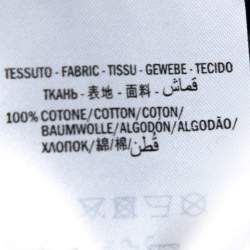 TESSUTO - FABRIC - TISSU - GEWEBE - TECIDO
ТКАНЬ - 表地 - 面料 - قماش
100% COTONE/COTTON/COTON/
BAUMWOLLE/ALGODÓN/ALGODÃO/
ХЛОПОК/綿/棉/قطن